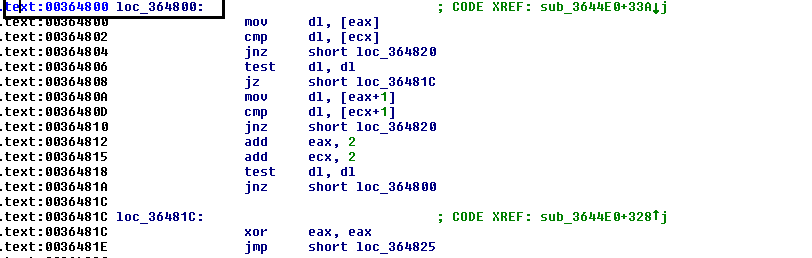 .text:00364800 loc_364800: ; CODE XREF: sub_3644E0+33A↓j
.text:00364800 mov dl, [eax]
.text:00364802 cmp dl, [ecx]
.text:00364804 jnz short loc_364820
.text:00364806 test dl, dl
.text:00364808 jz short loc_36481C
.text:0036480A mov dl, [eax+1]
.text:0036480D cmp dl, [ecx+1]
.text:00364810 jnz short loc_364820
.text:00364812 add eax, 2
.text:00364815 add ecx, 2
.text:00364818 test dl, dl
.text:0036481A jnz short loc_364800
.text:0036481C
.text:0036481C loc_36481C: ; CODE XREF: sub_3644E0+328↑j
.text:0036481C xor eax, eax
.text:0036481E jmp short loc_364825